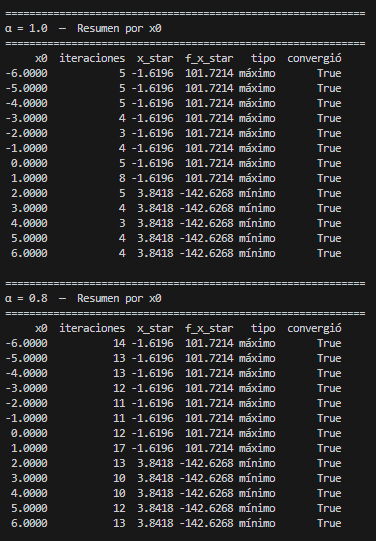 ============================================================
α = 1.0  —  Resumen por x0
============================================================
     x0  iteraciones  x_star  f_x_star   tipo  convergió
-6.0000            5 -1.6196  101.7214 máximo       True
-5.0000            5 -1.6196  101.7214 máximo       True
-4.0000            5 -1.6196  101.7214 máximo       True
-3.0000            4 -1.6196  101.7214 máximo       True
-2.0000            3 -1.6196  101.7214 máximo       True
-1.0000            4 -1.6196  101.7214 máximo       True
 0.0000            5 -1.6196  101.7214 máximo       True
 1.0000            8 -1.6196  101.7214 máximo       True
 2.0000            5  3.8418 -142.6268 mínimo       True
 3.0000            4  3.8418 -142.6268 mínimo       True
 4.0000            3  3.8418 -142.6268 mínimo       True
 5.0000            4  3.8418 -142.6268 mínimo       True
 6.0000            4  3.8418 -142.6268 mínimo       True
============================================================
α = 0.8  —  Resumen por x0
============================================================
     x0  iteraciones  x_star  f_x_star   tipo  convergió
-6.0000           14 -1.6196  101.7214 máximo       True
-5.0000           13 -1.6196  101.7214 máximo       True
-4.0000           13 -1.6196  101.7214 máximo       True
-3.0000           12 -1.6196  101.7214 máximo       True
-2.0000           11 -1.6196  101.7214 máximo       True
-1.0000           11 -1.6196  101.7214 máximo       True
 0.0000           12 -1.6196  101.7214 máximo       True
 1.0000           17 -1.6196  101.7214 máximo       True
 2.0000           13  3.8418 -142.6268 mínimo       True
 3.0000           10  3.8418 -142.6268 mínimo       True
 4.0000           10  3.8418 -142.6268 mínimo       True
 5.0000           12  3.8418 -142.6268 mínimo       True
 6.0000           13  3.8418 -142.6268 mínimo       True